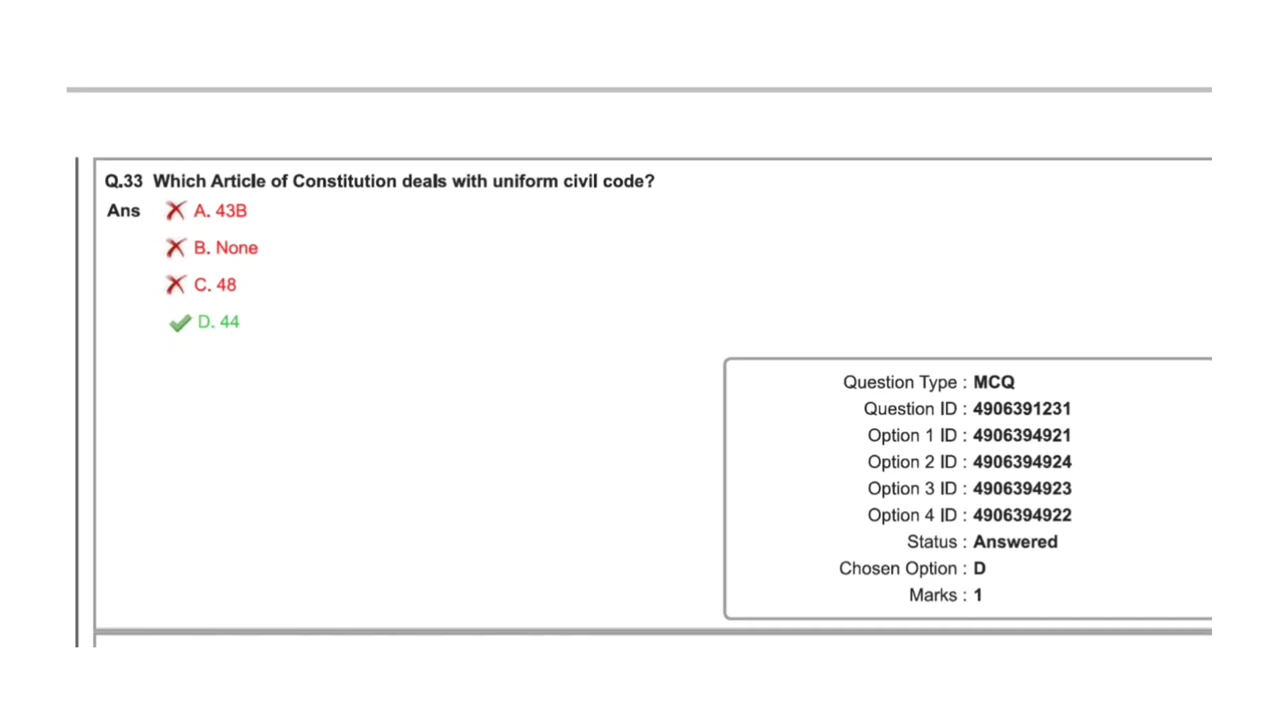 Q.33 Which Article of Constitution deals with uniform civil code?
Ans A. 43B
B. None
C. 48
D. 44
Question Type : MCQ
Question ID : 4906391231
Option 1 ID : 4906394921
Option 2 ID : 4906394924
Option 3 ID : 4906394923
Option 4 ID : 4906394922
Status : Answered
Chosen Option : D
Marks : 1